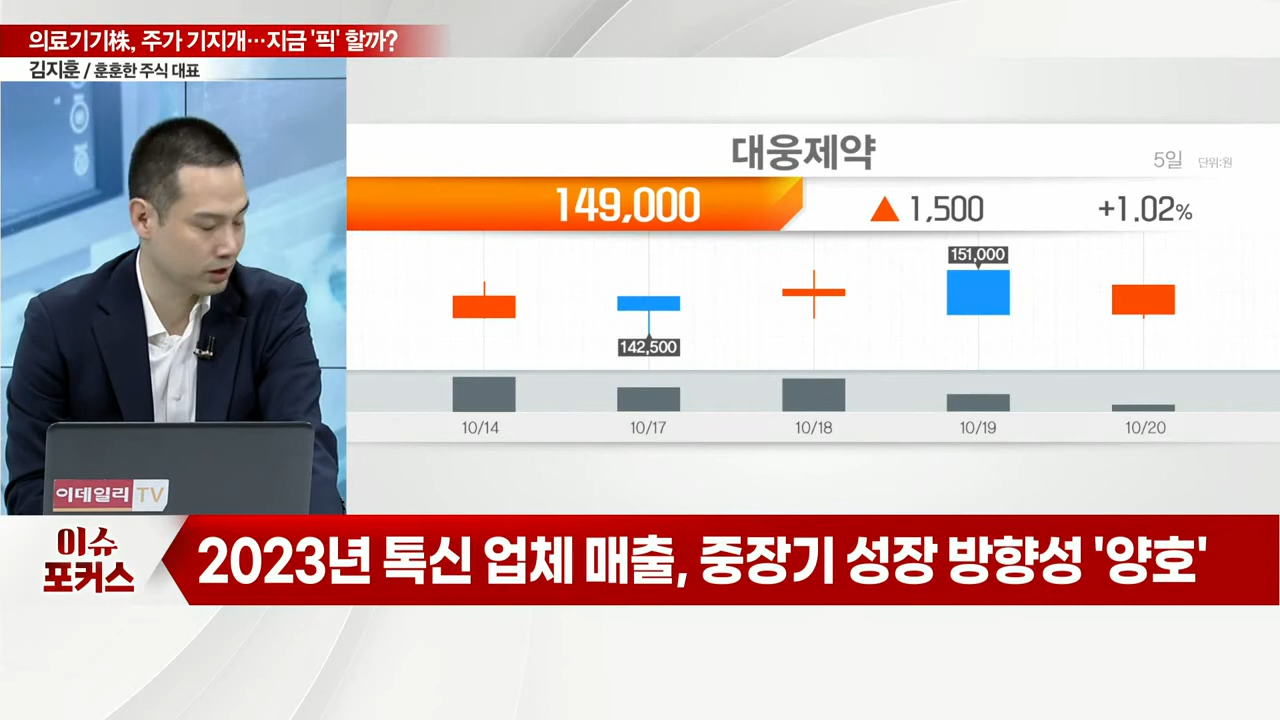 의료기기株, 주가 기지개…지금 '픽' 할까?
김지훈 / 훈훈한 주식 대표
대웅제약
5일 단위:원
149,000 ▲ 1,500 +1.02%
151,000
142,500
10/14 10/17 10/18 10/19 10/20
이데일리 TV
이슈
포커스
2023년 톡신 업체 매출, 중장기 성장 방향성 '양호'